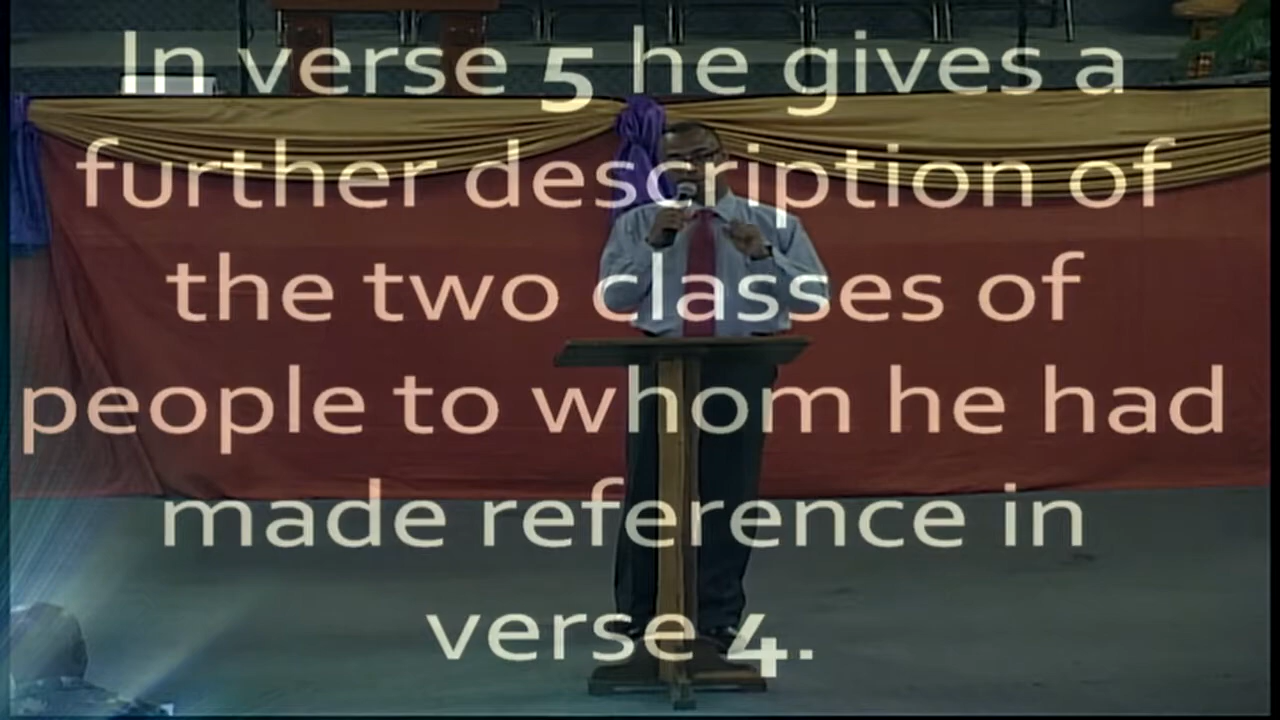 In verse 5 he gives a
further description of
the two classes of
people to whom he had
made reference in
verse 4.